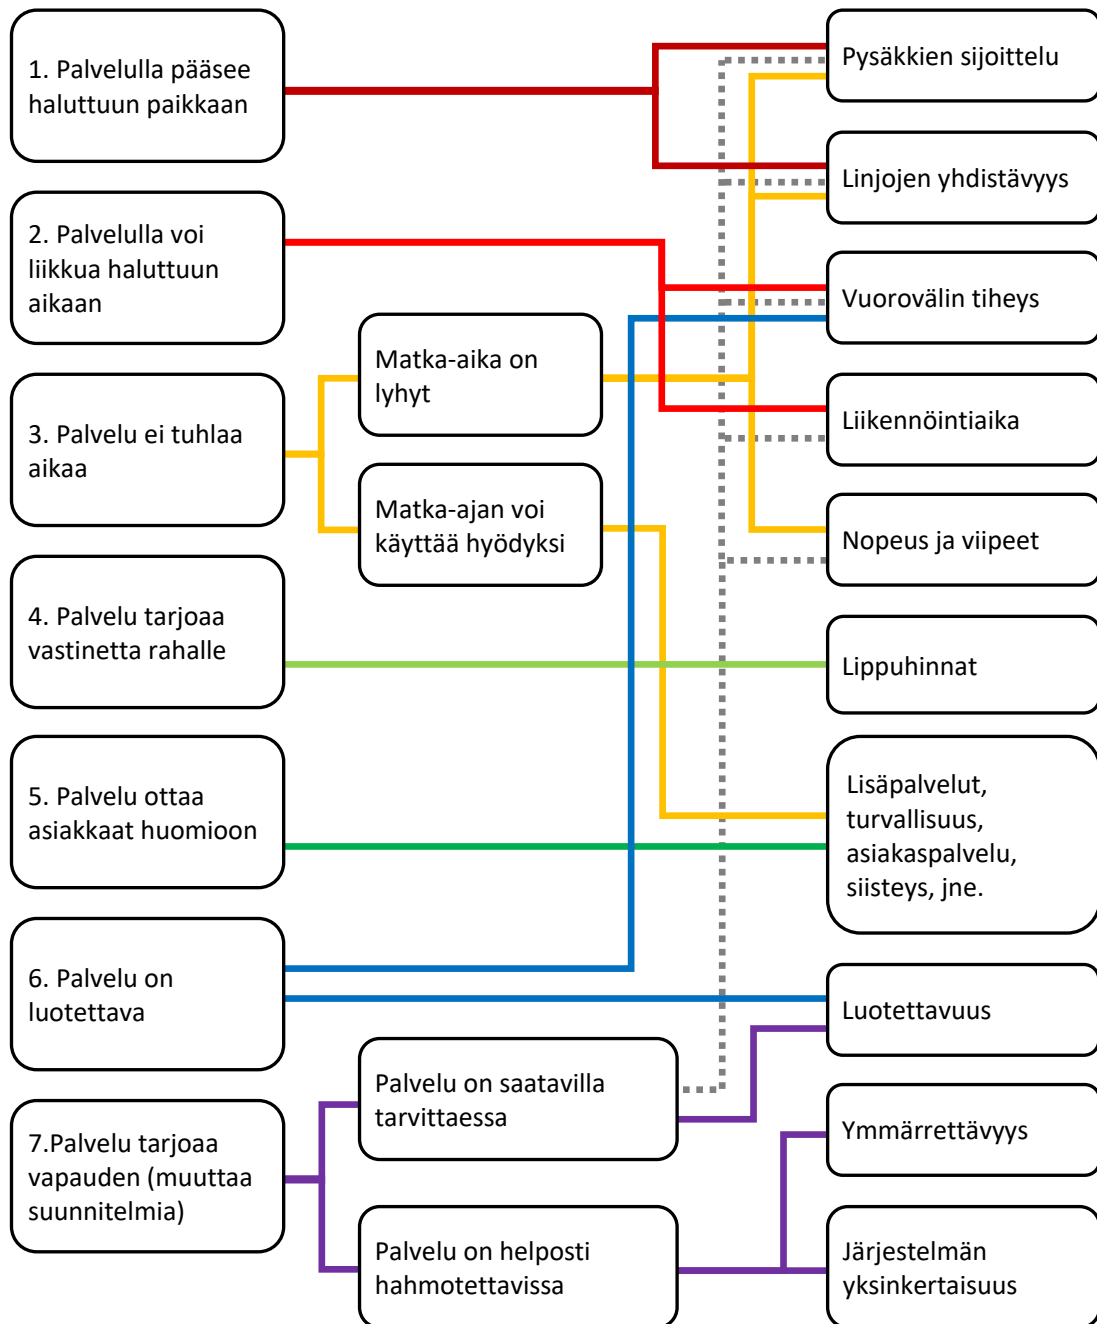 1. Palvelulla pääsee
haluttuun paikkaan
2. Palvelulla voi
liikkua haluttuun
aikaan
3. Palvelu ei tuhlaa
aikaa
4. Palvelu tarjoaa
vastinetta rahalle
5. Palvelu ottaa
asiakkaat huomioon
6. Palvelu on
luotettava
7.Palvelu tarjoaa
vapauden (muuttaa
suunnitelmia)
Matka-aika on
lyhyt
Matka-ajan voi
käyttää hyödyksi
Palvelu on saatavilla
tarvittaessa
Palvelu on helposti
hahmotettavissa
Pysäkkien sijoittelu
Linjojen yhdistävyys
Vuorovälin tiheys
Liikennöintiaika
Nopeus ja viipeet
Lippuhinnat
Lisäpalvelut,
turvallisuus,
asiakaspalvelu,
siisteys, jne.
Luotettavuus
Ymmärrettävyys
Järjestelmän
yksinkertaisuus